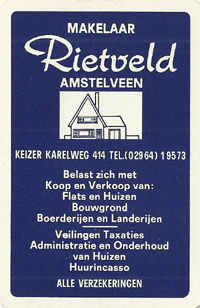 MAKELAAR
Rietveld
AMSTELVEEN
KEIZER KARELWEG 414 TEL.(02964) 19573
Belast zich met
Koop en Verkoop van:
Flats en Huizen
Bouwgrond
Boerderijen en Landerijen
Veilingen Taxaties
Administratie en Onderhoud
van Huizen
Huurincasso
ALLE VERZEKERINGEN